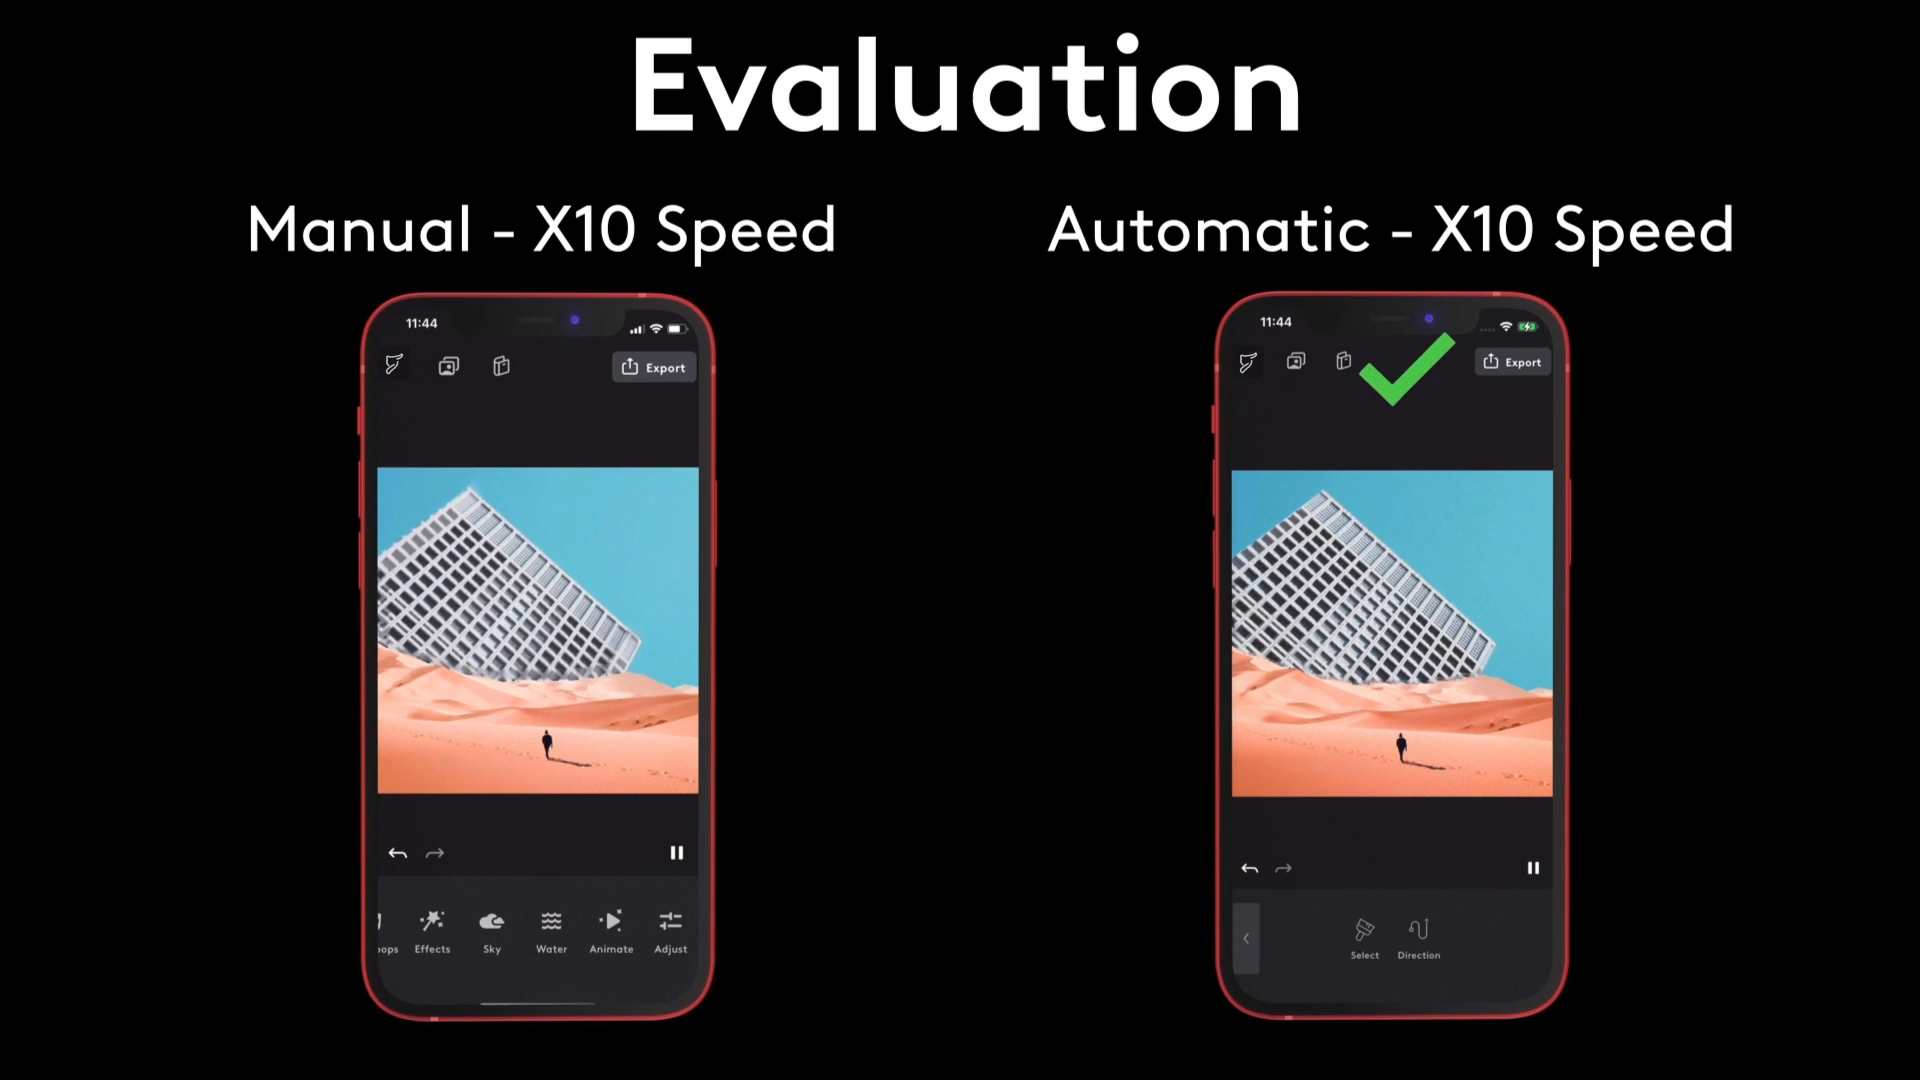 Evaluation
Manual - X10 Speed
Automatic - X10 Speed
11:44
Export
11:44
Export
oops
Effects
Sky
Water
Animate
Adjust
Select
Direction